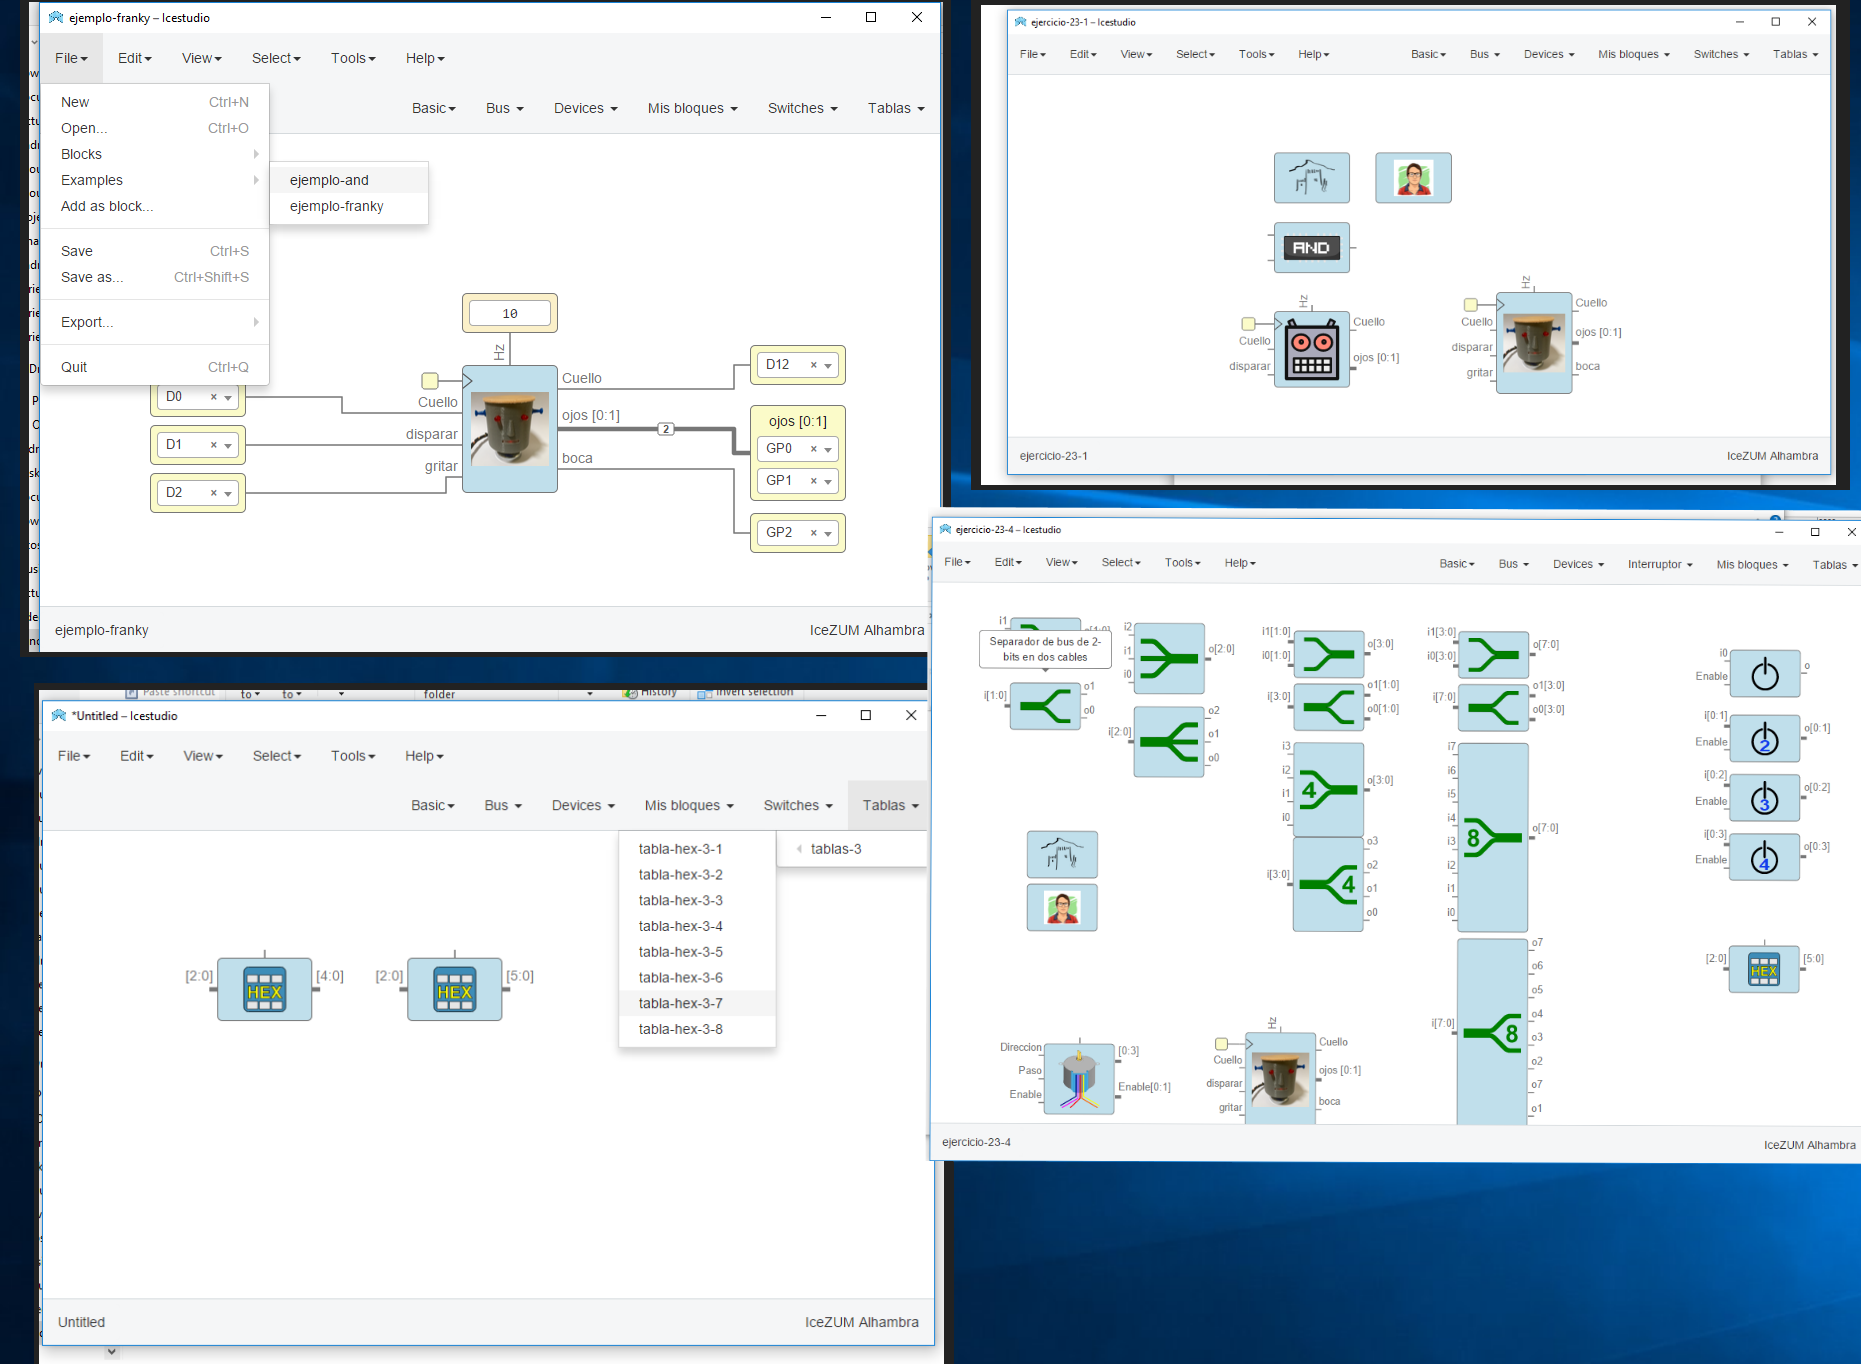 ejemplo-franky – Icestudio
File Edit View Select Tools Help
Basic Bus Devices Mis bloques Switches Tablas
New Ctrl+N
Open... Ctrl+O
Blocks
Examples
Add as block...
Save Ctrl+S
Save as... Ctrl+Shift+S
Export...
Quit Ctrl+Q
ejemplo-and
ejemplo-franky
10
Hz
Cuello
disparar
gritar
Cuello
ojos [0:1]
boca
2
D0
D1
D2
D12
ojos [0:1]
GP0
GP1
GP2
ejemplo-franky
IceZUM Alhambra
ejercicio-23-1 – Icestudio
File Edit View Select Tools Help
Basic Bus Devices Mis bloques Switches Tablas
AND
Hz
Cuello
disparar
Cuello
ojos [0:1]
Hz
Cuello
disparar
gritar
Cuello
ojos [0:1]
boca
ejercicio-23-1
IceZUM Alhambra
Paste shortcut
to
to
folder
History
Invert selection
*Untitled – Icestudio
File Edit View Select Tools Help
Basic Bus Devices Mis bloques Switches Tablas
tablas-3
tabla-hex-3-1
tabla-hex-3-2
tabla-hex-3-3
tabla-hex-3-4
tabla-hex-3-5
tabla-hex-3-6
tabla-hex-3-7
tabla-hex-3-8
[2:0] HEX [4:0]
[2:0] HEX [5:0]
Untitled
IceZUM Alhambra
ejercicio-23-4 – Icestudio
File Edit View Select Tools Help
Basic Bus Devices Interruptor Mis bloques Tablas
i1
Separador de bus de 2-
bits en dos cables
i[1:0]
o1
o0
i2
i1
i0
o[2:0]
i[2:0]
o2
o1
o0
i1[1:0]
i0[1:0]
o[3:0]
i[3:0]
o1[1:0]
o0[1:0]
i3
i2
i1
i0
4
o[3:0]
i[3:0]
4
o3
o2
o1
o0
i1[3:0]
i0[3:0]
o[7:0]
i[7:0]
o1[3:0]
o0[3:0]
i7
i6
i5
i4
i3
i2
i1
i0
8
o[7:0]
i[7:0]
8
o7
o6
o5
o4
o3
o2
o7
o1
i0
Enable
o
i[0:1]
Enable
2
o[0:1]
i[0:2]
Enable
3
o[0:2]
i[0:3]
Enable
4
o[0:3]
[2:0] HEX [5:0]
Direccion
Paso
Enable
[0:3]
Enable[0:1]
Hz
Cuello
disparar
gritar
Cuello
ojos [0:1]
boca
ejercicio-23-4
IceZUM Alhambra